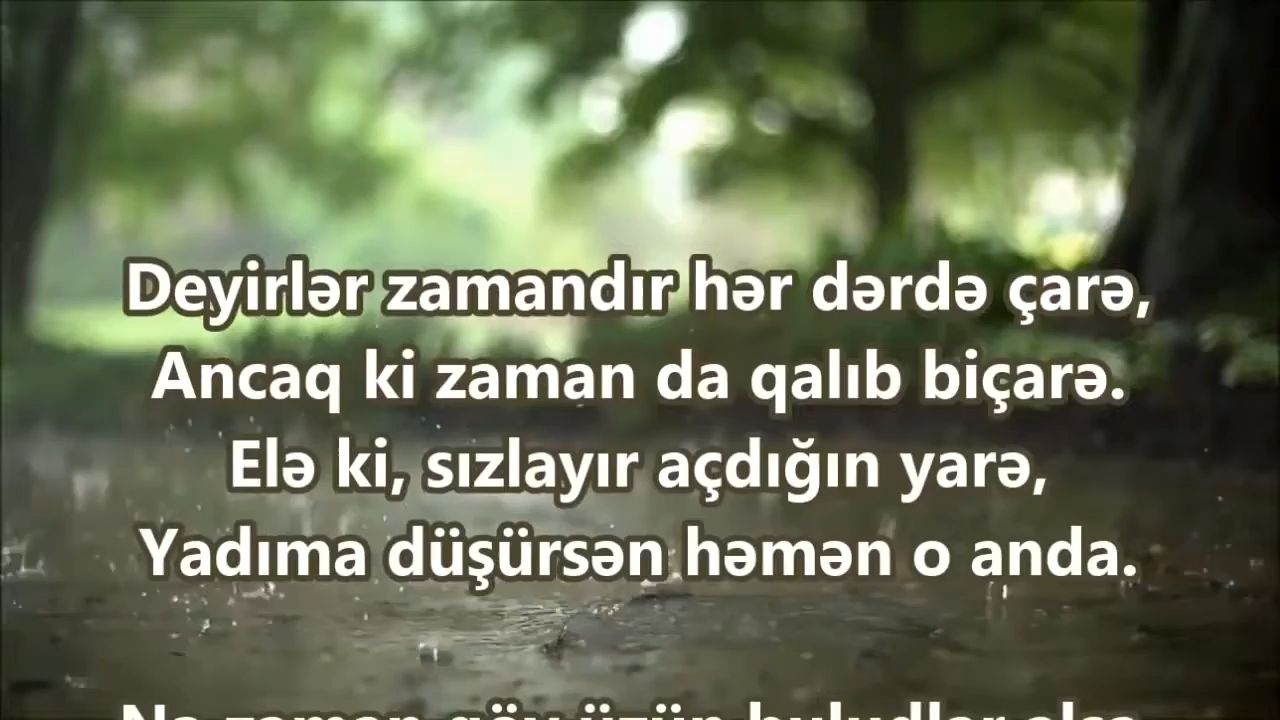 Deyirlər zamandır hər dərdə çarə,
Ancaq ki zaman da qalıb biçarə.
Elə ki, sızlayır açdığın yarə,
Yadıma düşürsən həmən o anda.
zaman göy üzün buludlar alsa